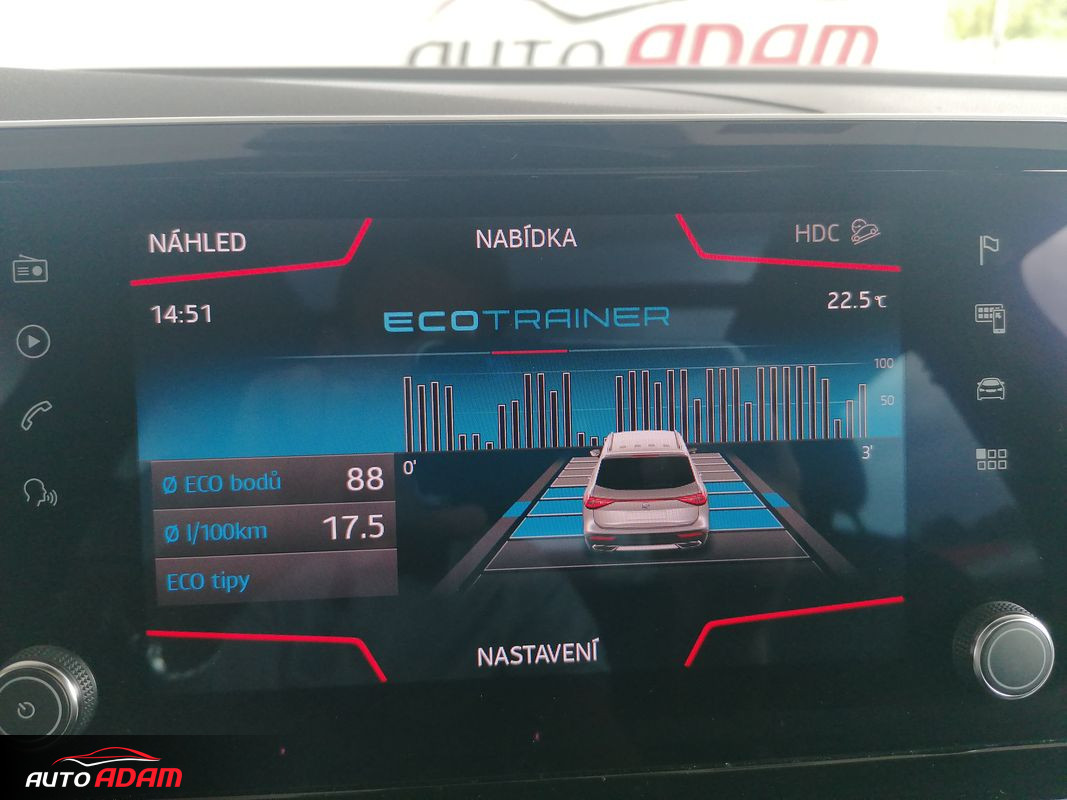 AUTO ADAM
NÁHLED
NABÍDKA
HDC
14:51
22.5°C
ECOTRAINER
100
50
0'
3'
Ø ECO bodů 88
Ø l/100km 17.5
ECO tipy
NASTAVENÍ
AUTO ADAM